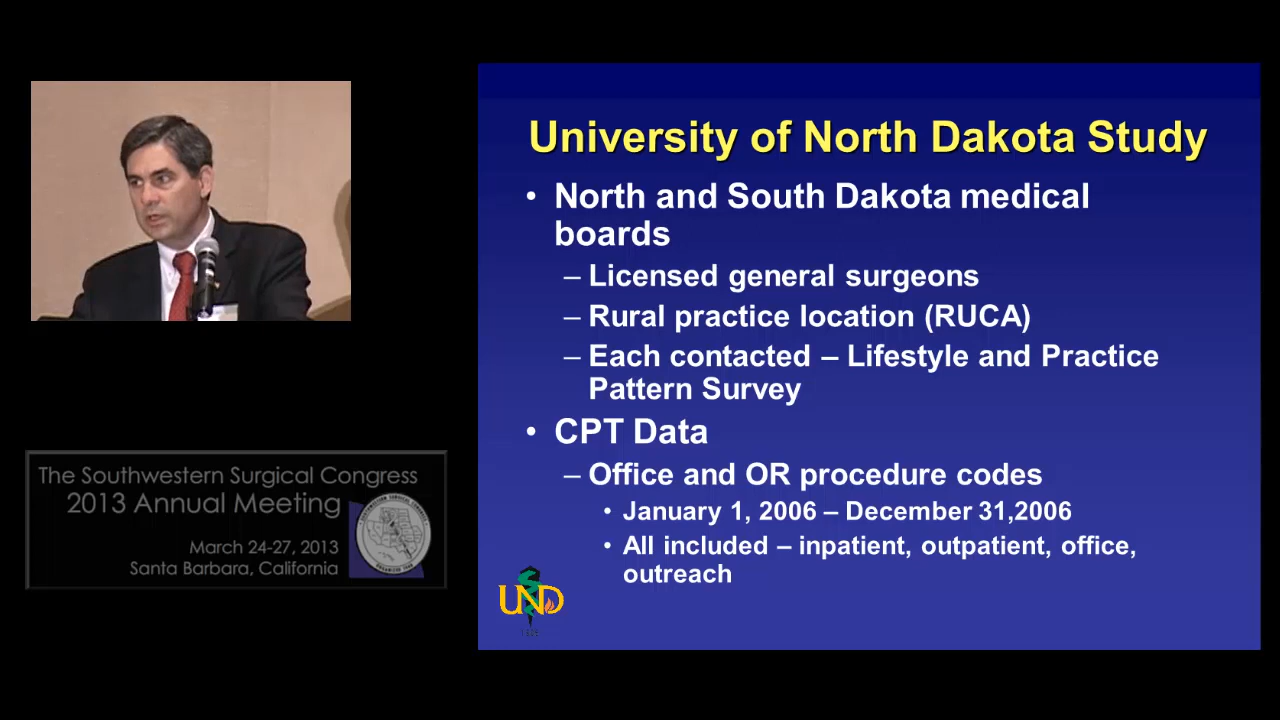 University of North Dakota Study
• North and South Dakota medical
boards
– Licensed general surgeons
– Rural practice location (RUCA)
– Each contacted – Lifestyle and Practice
Pattern Survey
• CPT Data
– Office and OR procedure codes
• January 1, 2006 – December 31,2006
• All included – inpatient, outpatient, office,
outreach
UND
The Southwestern Surgical Congress
2013 Annual Meeting
March 24-27, 2013
Santa Barbara, California